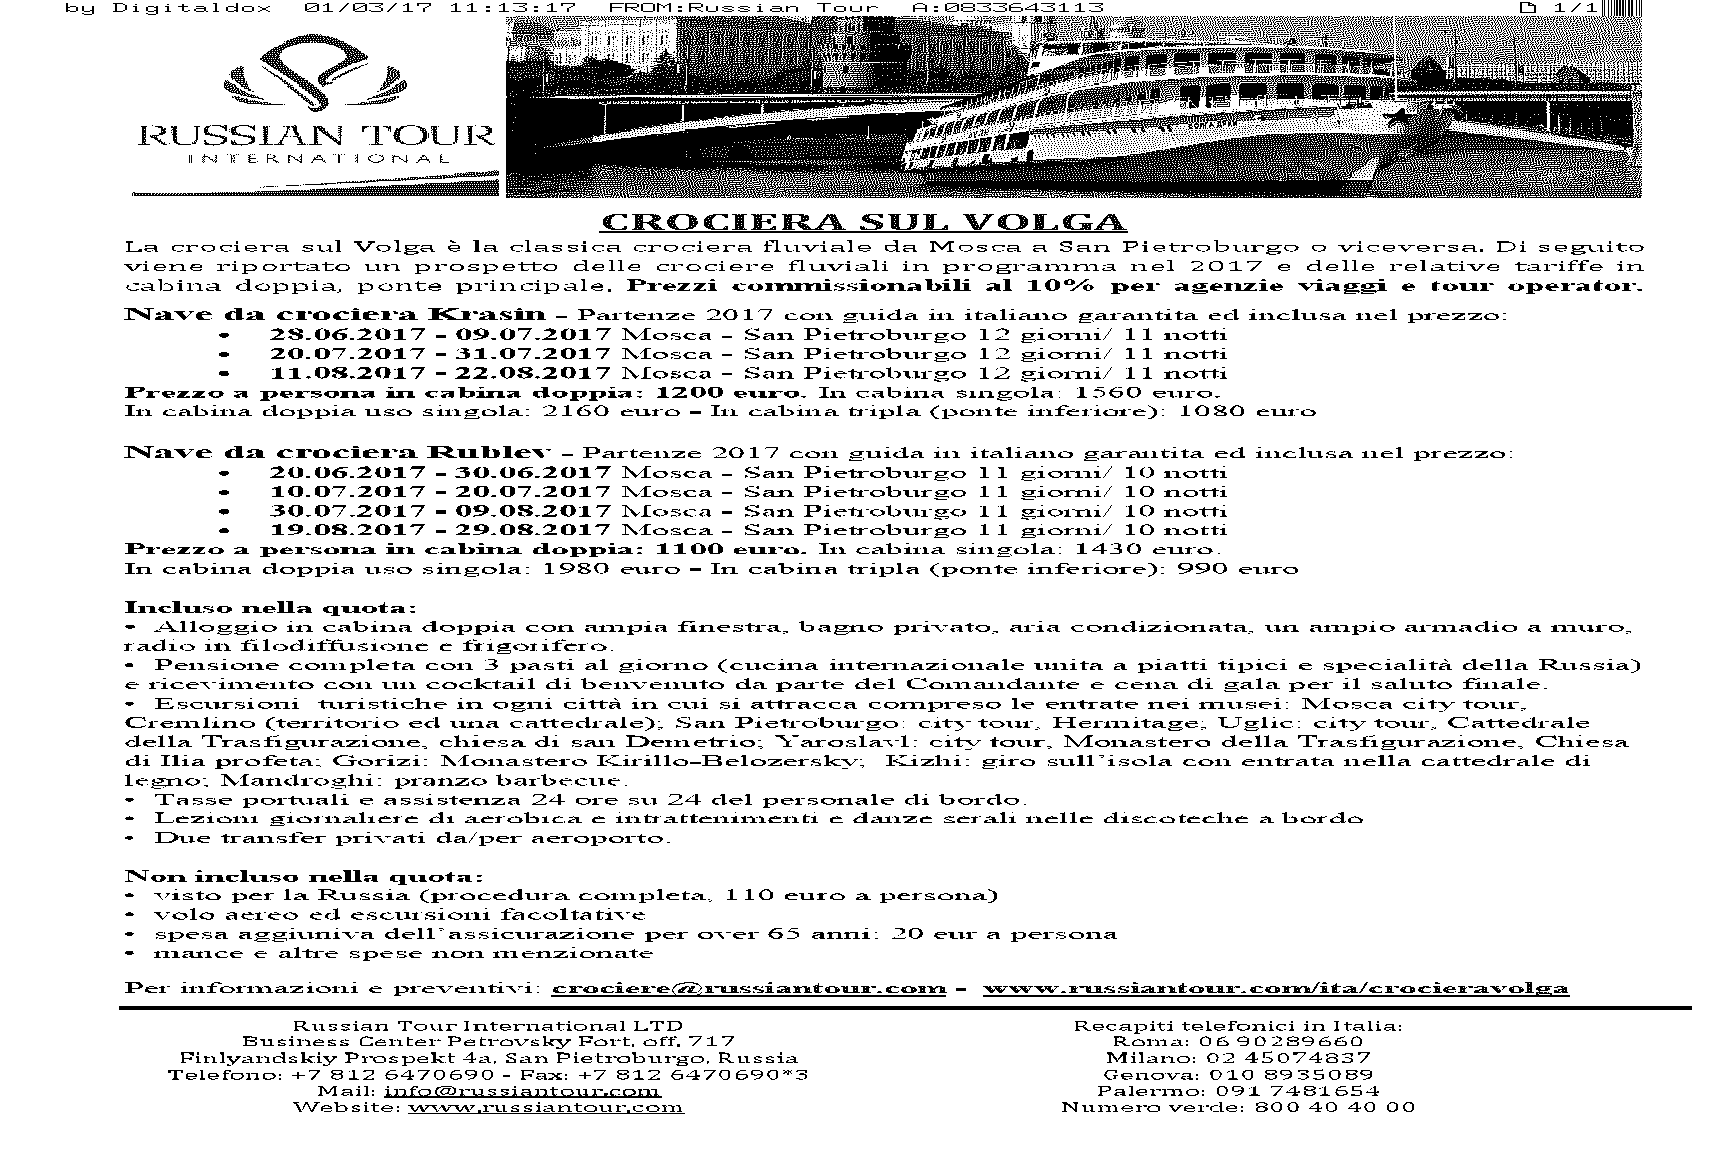 by Digitaldox 01/03/17 11:13:17 FROM:Russian Tour A:0833643113 1/1
RUSSIAN TOUR
INTERNATIONAL
CROCIERA SUL VOLGA
La crociera sul Volga è la classica crociera fluviale da Mosca a San Pietroburgo o viceversa. Di seguito
viene riportato un prospetto delle crociere fluviali in programma nel 2017 e delle relative tariffe in
cabina doppia, ponte principale. Prezzi commissionabili al 10% per agenzie viaggi e tour operator.
Nave da crociera Krasin – Partenze 2017 con guida in italiano garantita ed inclusa nel prezzo:
• 28.06.2017 - 09.07.2017 Mosca – San Pietroburgo 12 giorni/ 11 notti
• 20.07.2017 - 31.07.2017 Mosca – San Pietroburgo 12 giorni/ 11 notti
• 11.08.2017 - 22.08.2017 Mosca – San Pietroburgo 12 giorni/ 11 notti
Prezzo a persona in cabina doppia: 1200 euro. In cabina singola: 1560 euro.
In cabina doppia uso singola: 2160 euro – In cabina tripla (ponte inferiore): 1080 euro
Nave da crociera Rublev – Partenze 2017 con guida in italiano garantita ed inclusa nel prezzo:
• 20.06.2017 - 30.06.2017 Mosca – San Pietroburgo 11 giorni/ 10 notti
• 10.07.2017 - 20.07.2017 Mosca – San Pietroburgo 11 giorni/ 10 notti
• 30.07.2017 - 09.08.2017 Mosca – San Pietroburgo 11 giorni/ 10 notti
• 19.08.2017 - 29.08.2017 Mosca – San Pietroburgo 11 giorni/ 10 notti
Prezzo a persona in cabina doppia: 1100 euro. In cabina singola: 1430 euro.
In cabina doppia uso singola: 1980 euro – In cabina tripla (ponte inferiore): 990 euro
Incluso nella quota:
• Alloggio in cabina doppia con ampia finestra, bagno privato, aria condizionata, un ampio armadio a muro,
radio in filodiffusione e frigorifero.
• Pensione completa con 3 pasti al giorno (cucina internazionale unita a piatti tipici e specialità della Russia)
e ricevimento con un cocktail di benvenuto da parte del Comandante e cena di gala per il saluto finale.
• Escursioni turistiche in ogni città in cui si attracca compreso le entrate nei musei: Mosca city tour,
Cremlino (territorio ed una cattedrale); San Pietroburgo: city tour, Hermitage; Uglic: city tour, Cattedrale
della Trasfigurazione, chiesa di san Demetrio; Yaroslavl: city tour, Monastero della Trasfigurazione, Chiesa
di Ilia profeta; Gorizi: Monastero Kirillo-Belozersky; Kizhi: giro sull'isola con entrata nella cattedrale di
legno; Mandroghi: pranzo barbecue.
• Tasse portuali e assistenza 24 ore su 24 del personale di bordo.
• Lezioni giornaliere di aerobica e intrattenimenti e danze serali nelle discoteche a bordo
• Due transfer privati da/per aeroporto.
Non incluso nella quota:
• visto per la Russia (procedura completa, 110 euro a persona)
• volo aereo ed escursioni facoltative
• spesa aggiuniva dell'assicurazione per over 65 anni: 20 eur a persona
• mance e altre spese non menzionate
Per informazioni e preventivi: crociere@russiantour.com – www.russiantour.com/ita/crocieravolga
Russian Tour International LTD
Business Center Petrovsky Fort, off. 717
Finlyandskiy Prospekt 4a, San Pietroburgo, Russia
Telefono: +7 812 6470690 - Fax: +7 812 6470690*3
Mail: info@russiantour.com
Website: www.russiantour.com
Recapiti telefonici in Italia:
Roma: 06 90289660
Milano: 02 45074837
Genova: 010 8935089
Palermo: 091 7481654
Numero verde: 800 40 40 00